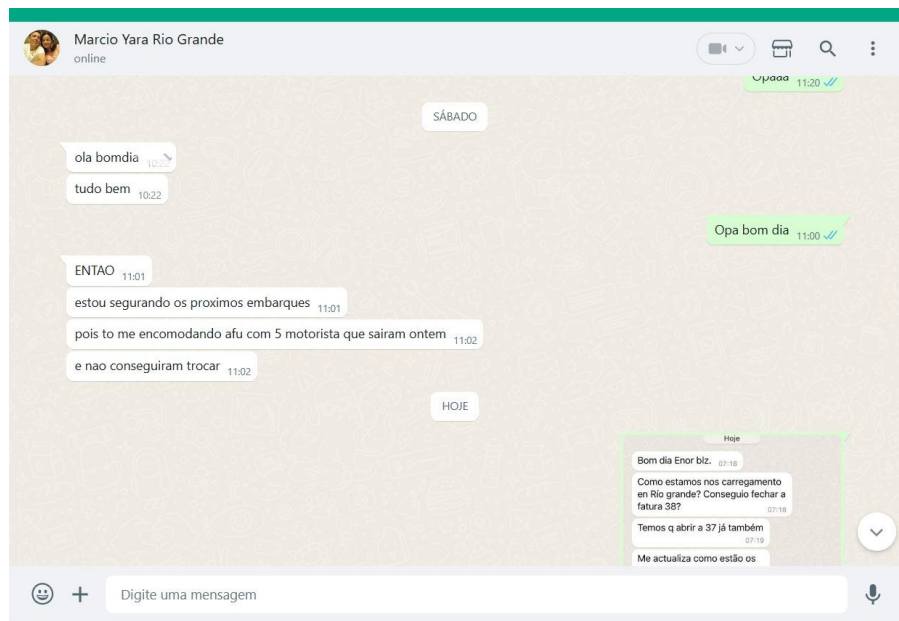 Marcio Yara Rio Grande
online
Opaaa 11:20
SÁBADO
ola bomdia 10:22
tudo bem 10:22
Opa bom dia 11:00
ENTAO 11:01
estou segurando os proximos embarques 11:01
pois to me encomodando afu com 5 motorista que sairam ontem 11:02
e nao conseguiram trocar 11:02
HOJE
Hoje
Bom dia Enor blz. 07:18
Como estamos nos carregamento
en Río grande? Conseguio fechar a
fatura 38? 07:18
Temos q abrir a 37 já também
07:19
Me actualiza como estão os
Digite uma mensagem